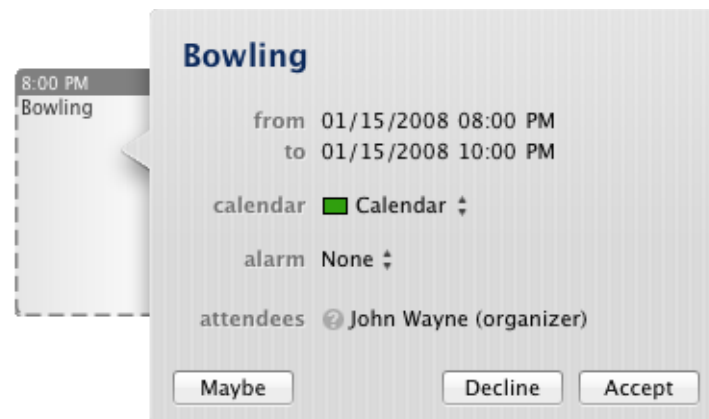 8:00 PM
Bowling
Bowling
from 01/15/2008 08:00 PM
to 01/15/2008 10:00 PM
calendar Calendar
alarm None
attendees ? John Wayne (organizer)
Maybe Decline Accept